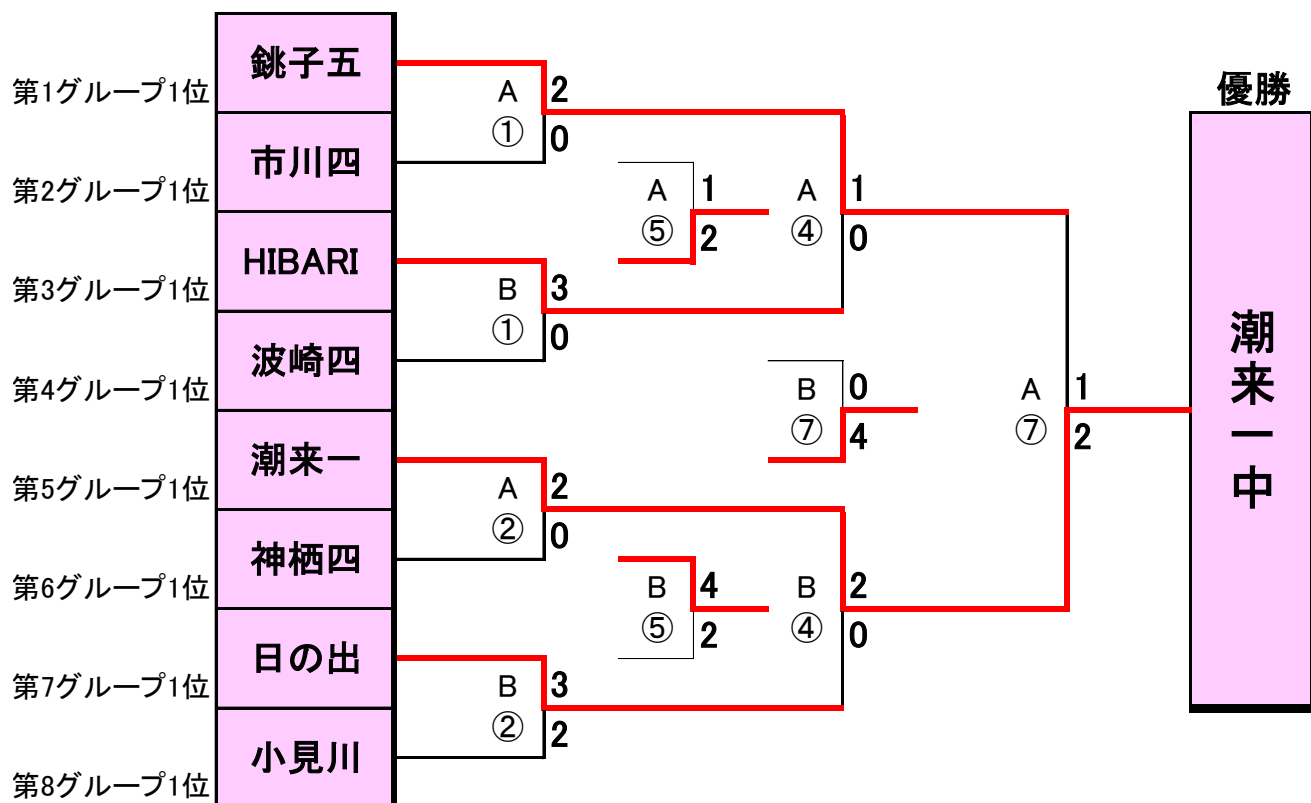 銚子五
第1グループ1位
A
2
①
0
市川四
第2グループ1位
A
1
⑤
2
A
1
④
0
HIBARI
第3グループ1位
B
3
①
0
波崎四
第4グループ1位
B
0
⑦
4
A
1
⑦
2
潮来一
第5グループ1位
A
2
②
0
神栖四
第6グループ1位
B
4
⑤
2
B
2
④
0
日の出
第7グループ1位
B
3
②
2
小見川
第8グループ1位
優勝
潮来一中